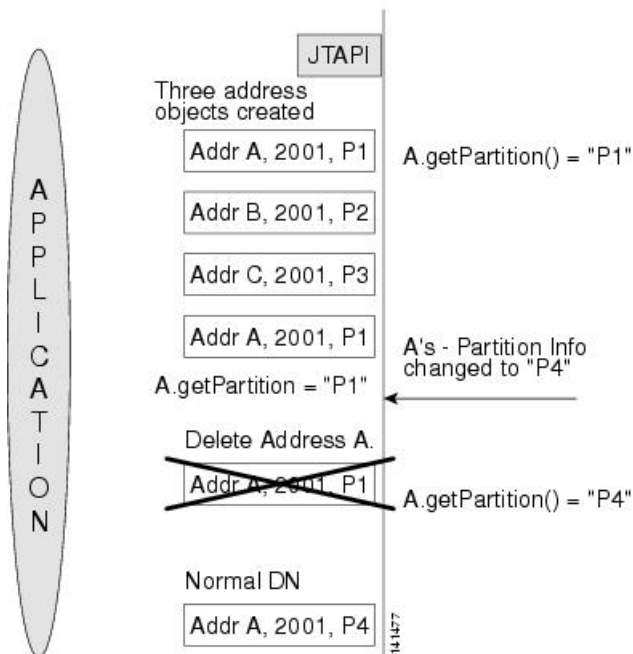 JTAPI
Three address
objects created
Addr A, 2001, P1
A.getPartition() = "P1"
Addr B, 2001, P2
Addr C, 2001, P3
Addr A, 2001, P1
A's - Partition Info
changed to "P4"
A.getPartition = "P1"
Delete Address A.
Addr A, 2001, P1
A.getPartition() = "P4"
Normal DN
Addr A, 2001, P4
141477
APPLICATION